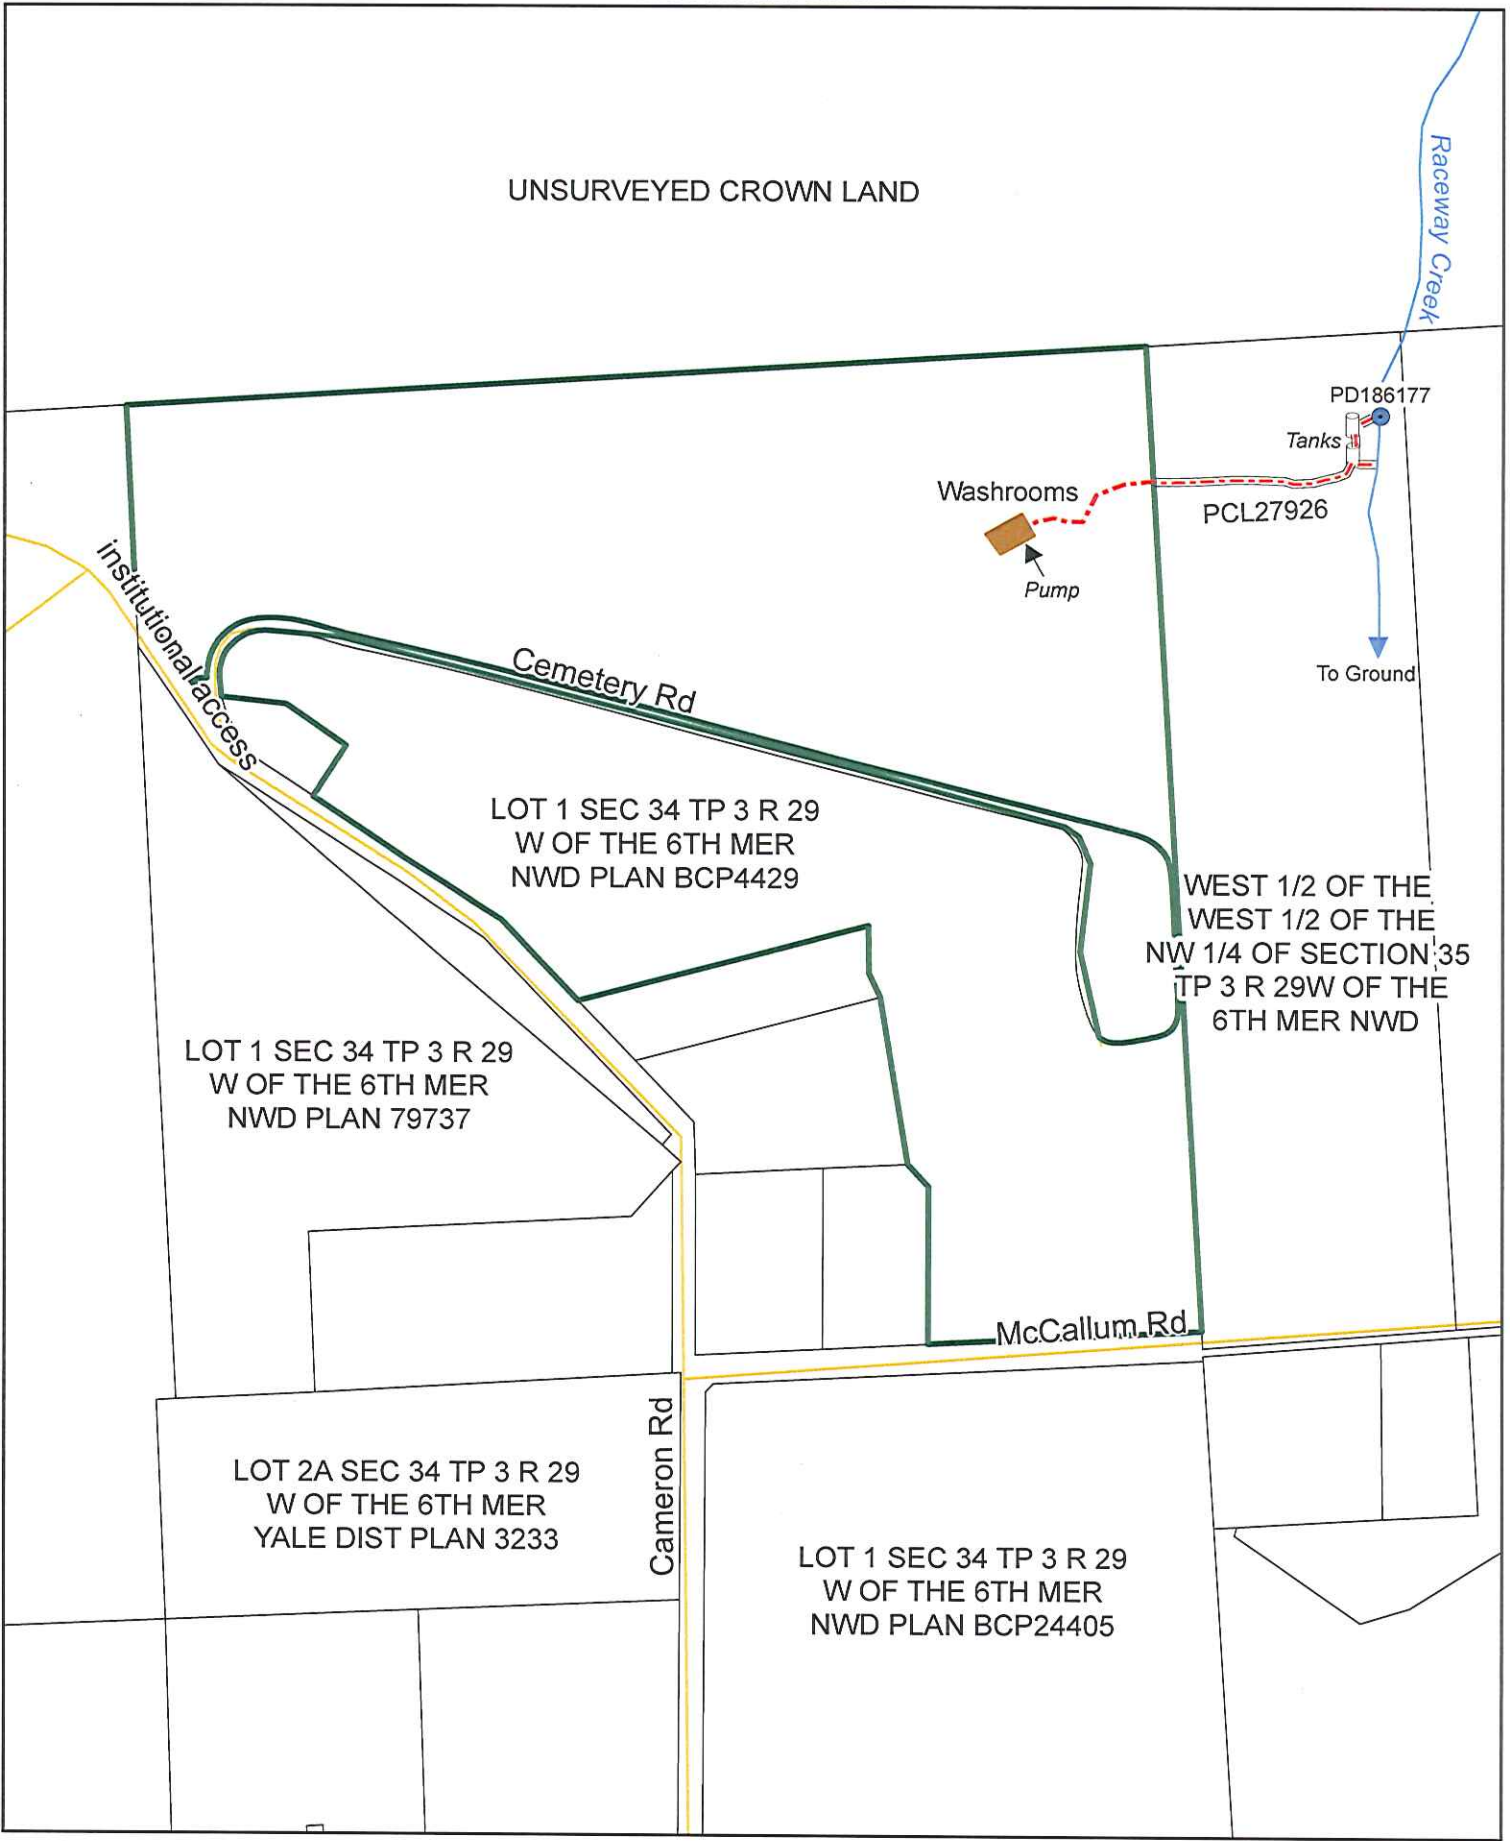 UNSURVEYED CROWN LAND
Raceway Creek
PD186177
Tanks
Washrooms
PCL27926
Pump
institutional access
To Ground
Cemetery Rd
LOT 1 SEC 34 TP 3 R 29
W OF THE 6TH MER
NWD PLAN BCP4429
WEST 1/2 OF THE
WEST 1/2 OF THE
NW 1/4 OF SECTION 35
TP 3 R 29W OF THE
6TH MER NWD
LOT 1 SEC 34 TP 3 R 29
W OF THE 6TH MER
NWD PLAN 79737
McCallum Rd
Cameron Rd
LOT 2A SEC 34 TP 3 R 29
W OF THE 6TH MER
YALE DIST PLAN 3233
LOT 1 SEC 34 TP 3 R 29
W OF THE 6TH MER
NWD PLAN BCP24405